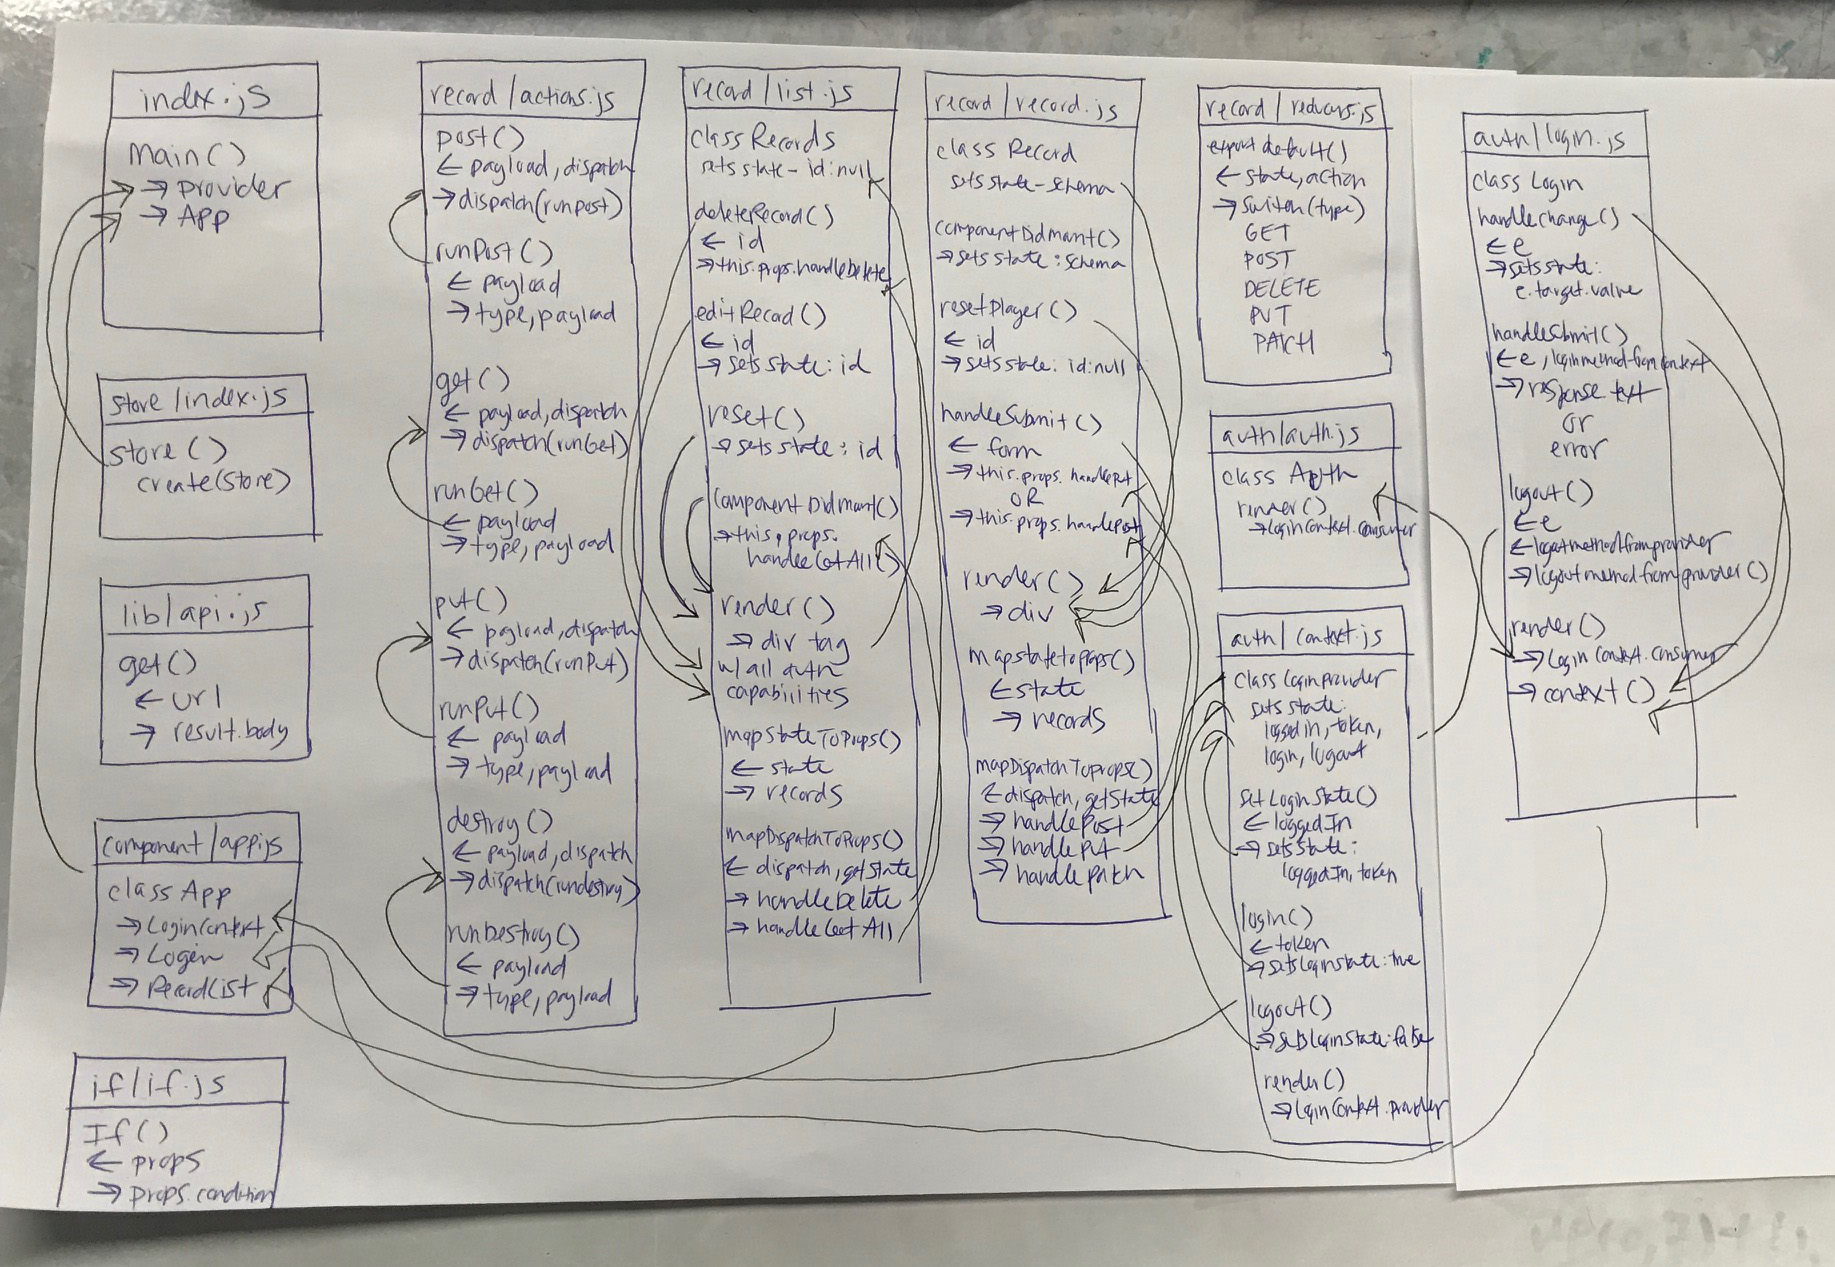 index.js
main()
→ provider
→ App
store/index.js
store()
create(store)
lib/api.js
get()
← url
→ result.body
component/app.js
class App
→ LoginContext
→ Login
→ RecordList
if/if.js
If()
← props
→ props.condition
record/actions.js
post()
← payload, dispatch
→ dispatch(runpost)
runPost()
← payload
→ type, payload
get()
← payload, dispatch
→ dispatch(runGet)
runGet()
← payload
→ type, payload
put()
← payload, dispatch
→ dispatch(runPut)
runPut()
← payload
→ type, payload
destroy()
← payload, dispatch
→ dispatch(rundestroy)
runDestroy()
← payload
→ type, payload
record/list.js
class Records
sets state - id:null
deleteRecord()
← id
→ this.props.handleDelete
editRecord()
← id
→ sets state: id
reset()
→ sets state: id
componentDidmount()
→ this.props.
handleGetAll()
render()
→ div tag
w/all auth
capabilities
mapStateToProps()
← state
→ records
mapDispatchToProps()
← dispatch, getState
→ handleDelete
→ handleGetAll
record/record.js
class Record
sets state - schema
componentDidmount()
→ sets state: schema
resetPlayer()
← id
→ sets state: id:null
handleSubmit()
← form
→ this.props.handleput
OR
→ this.props.handlepost
render()
→ div
mapstatetoprops()
← state
→ records
mapDispatchToprops()
← dispatch, getState
→ handlePost
→ handle put
→ handle patch
record/reducers.js
export default()
← state, action
→ switch(type)
GET
POST
DELETE
PUT
PATCH
auth/auth.js
class Auth
render()
→ LoginContext.consumer
auth/context.js
class LoginProvider
sets state:
logged in, token,
login, logout
setLoginState()
← loggedIn
→ sets state:
loggedIn, token
login()
← token
→ setsLoginstate: true
logout()
→ setsLoginstate: false
render()
→ LoginContext.provider
auth/login.js
class Login
handleChange()
← e
→ sets state:
e.target.value
handleSubmit()
← e, loginmethod from context
→ response text
or
error
logout()
← e
← logoutmethodfromprovider
→ logoutmethodfromprovider()
render()
→ LoginContext.consumer
→ context()